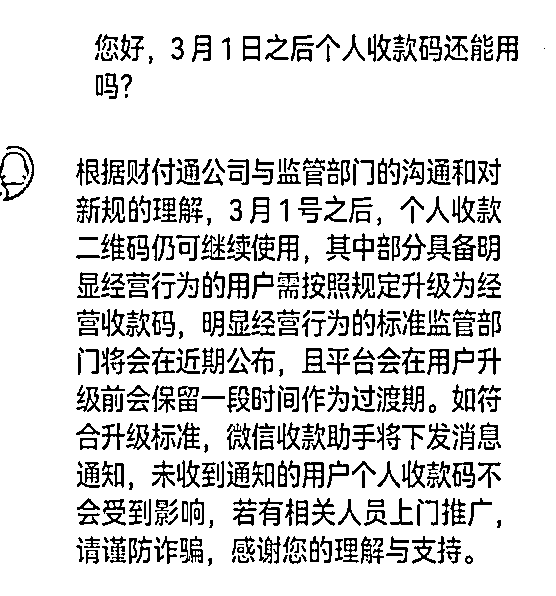 您好，3月1日之后个人收款码还能用
吗？
根据财付通公司与监管部门的沟通和对
新规的理解，3月1号之后，个人收款
二维码仍可继续使用，其中部分具备明
显经营行为的用户需按照规定升级为经
营收款码，明显经营行为的标准监管部
门将会在近期公布，且平台会在用户升
级前会保留一段时间作为过渡期。如符
合升级标准，微信收款助手将下发消息
通知，未收到通知的用户个人收款码不
会受到影响，若有相关人员上门推广，
请谨防诈骗，感谢您的理解与支持。